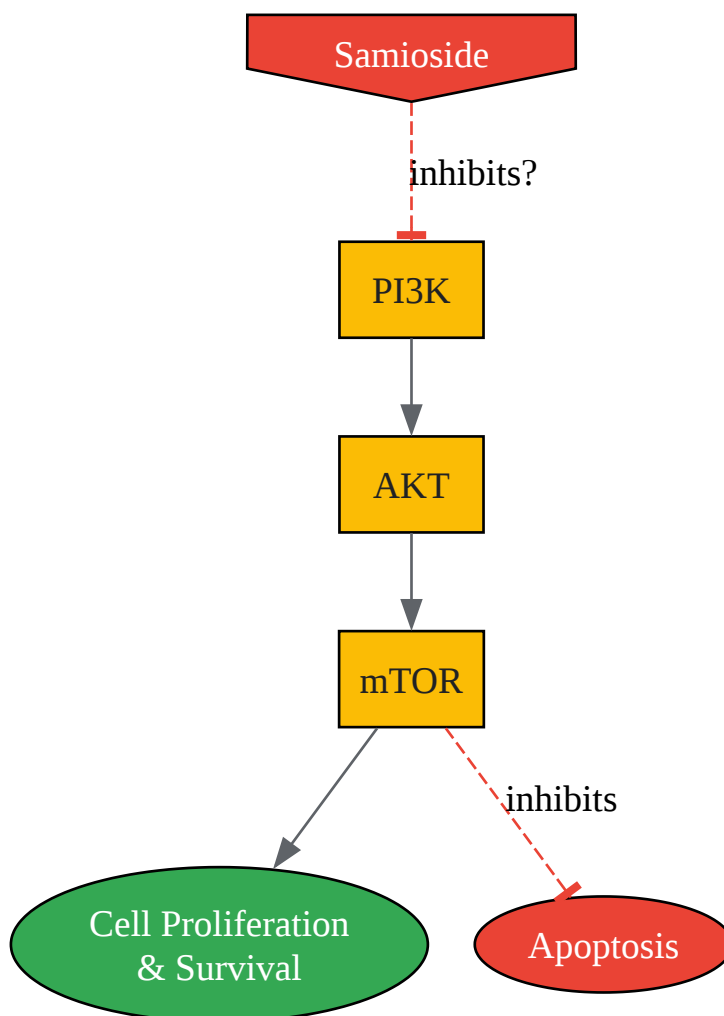 Samioside
inhibits?
PI3K
AKT
mTOR
inhibits
Cell Proliferation
& Survival
Apoptosis